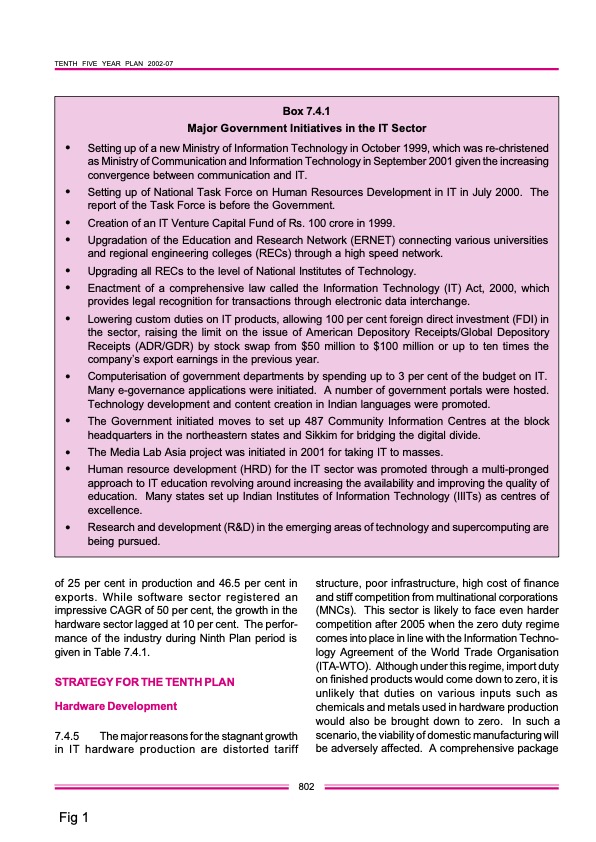 TENTH FIVE YEAR PLAN 2002-07
Box 7.4.1
Major Government Initiatives in the IT Sector
• Setting up of a new Ministry of Information Technology in October 1999, which was re-christened
as Ministry of Communication and Information Technology in September 2001 given the increasing
convergence between communication and IT.
• Setting up of National Task Force on Human Resources Development in IT in July 2000. The
report of the Task Force is before the Government.
• Creation of an IT Venture Capital Fund of Rs. 100 crore in 1999.
• Upgradation of the Education and Research Network (ERNET) connecting various universities
and regional engineering colleges (RECs) through a high speed network.
• Upgrading all RECs to the level of National Institutes of Technology.
• Enactment of a comprehensive law called the Information Technology (IT) Act, 2000, which
provides legal recognition for transactions through electronic data interchange.
• Lowering custom duties on IT products, allowing 100 per cent foreign direct investment (FDI) in
the sector, raising the limit on the issue of American Depository Receipts/Global Depository
Receipts (ADR/GDR) by stock swap from $50 million to $100 million or up to ten times the
company's export earnings in the previous year.
• Computerisation of government departments by spending up to 3 per cent of the budget on IT.
Many e-governance applications were initiated. A number of government portals were hosted.
Technology development and content creation in Indian languages were promoted.
• The Government initiated moves to set up 487 Community Information Centres at the block
headquarters in the northeastern states and Sikkim for bridging the digital divide.
• The Media Lab Asia project was initiated in 2001 for taking IT to masses.
• Human resource development (HRD) for the IT sector was promoted through a multi-pronged
approach to IT education revolving around increasing the availability and improving the quality of
education. Many states set up Indian Institutes of Information Technology (IIITs) as centres of
excellence.
• Research and development (R&D) in the emerging areas of technology and supercomputing are
being pursued.
of 25 per cent in production and 46.5 per cent in
exports. While software sector registered an
impressive CAGR of 50 per cent, the growth in the
hardware sector lagged at 10 per cent. The perfor-
mance of the industry during Ninth Plan period is
given in Table 7.4.1.
STRATEGY FOR THE TENTH PLAN
Hardware Development
7.4.5 The major reasons for the stagnant growth
in IT hardware production are distorted tariff
structure, poor infrastructure, high cost of finance
and stiff competition from multinational corporations
(MNCs). This sector is likely to face even harder
competition after 2005 when the zero duty regime
comes into place in line with the Information Techno-
logy Agreement of the World Trade Organisation
(ITA-WTO). Although under this regime, import duty
on finished products would come down to zero, it is
unlikely that duties on various inputs such as
chemicals and metals used in hardware production
would also be brought down to zero. In such a
scenario, the viability of domestic manufacturing will
be adversely affected. A comprehensive package
802
Fig 1